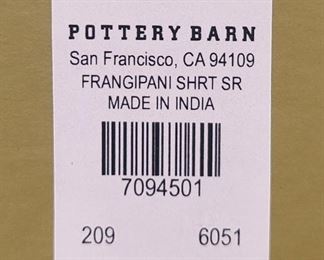 POTTERY BARN
San Francisco, CA 94109
FRANGIPANI SHRT SR
MADE IN INDIA
7094501
209 6051